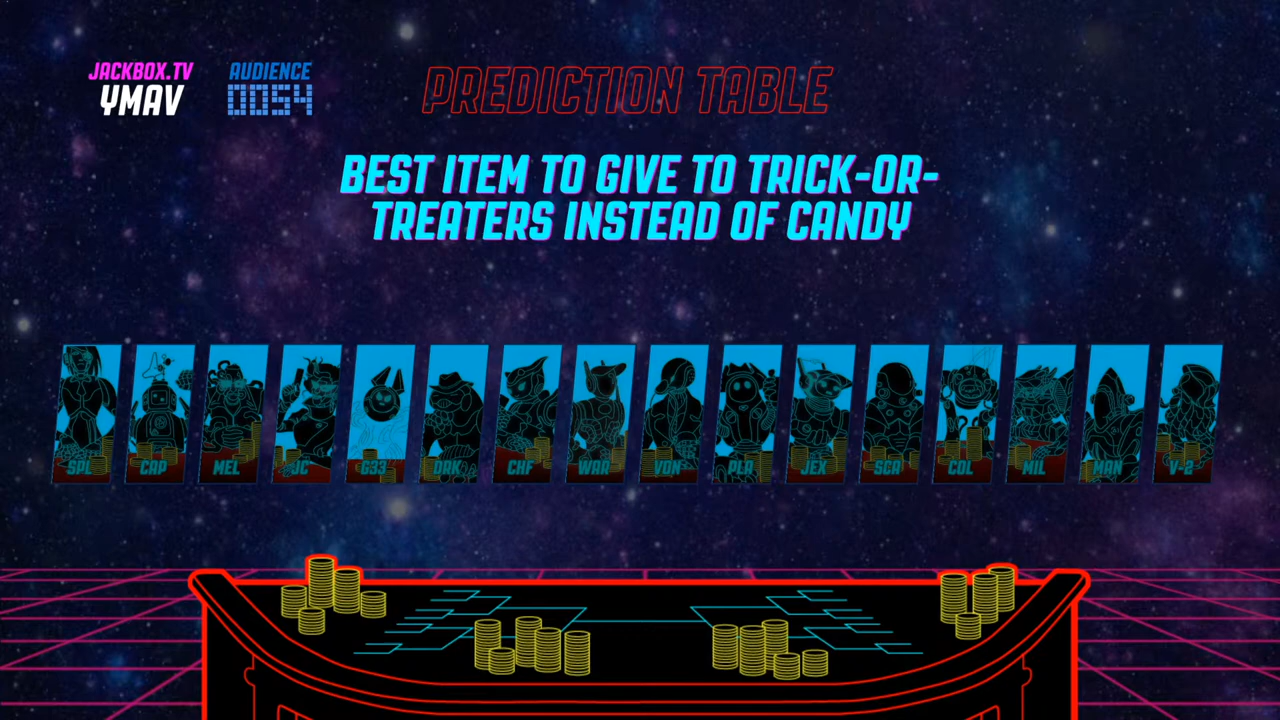 JACKBOX.TV
YMAV
AUDIENCE
0054
PREDICTION TABLE
BEST ITEM TO GIVE TO TRICK-OR-
TREATERS INSTEAD OF CANDY
SPL CAP MEL JC G33 DRK CHF WAR VON PLA JEX SCA COL MIL MAN V-2